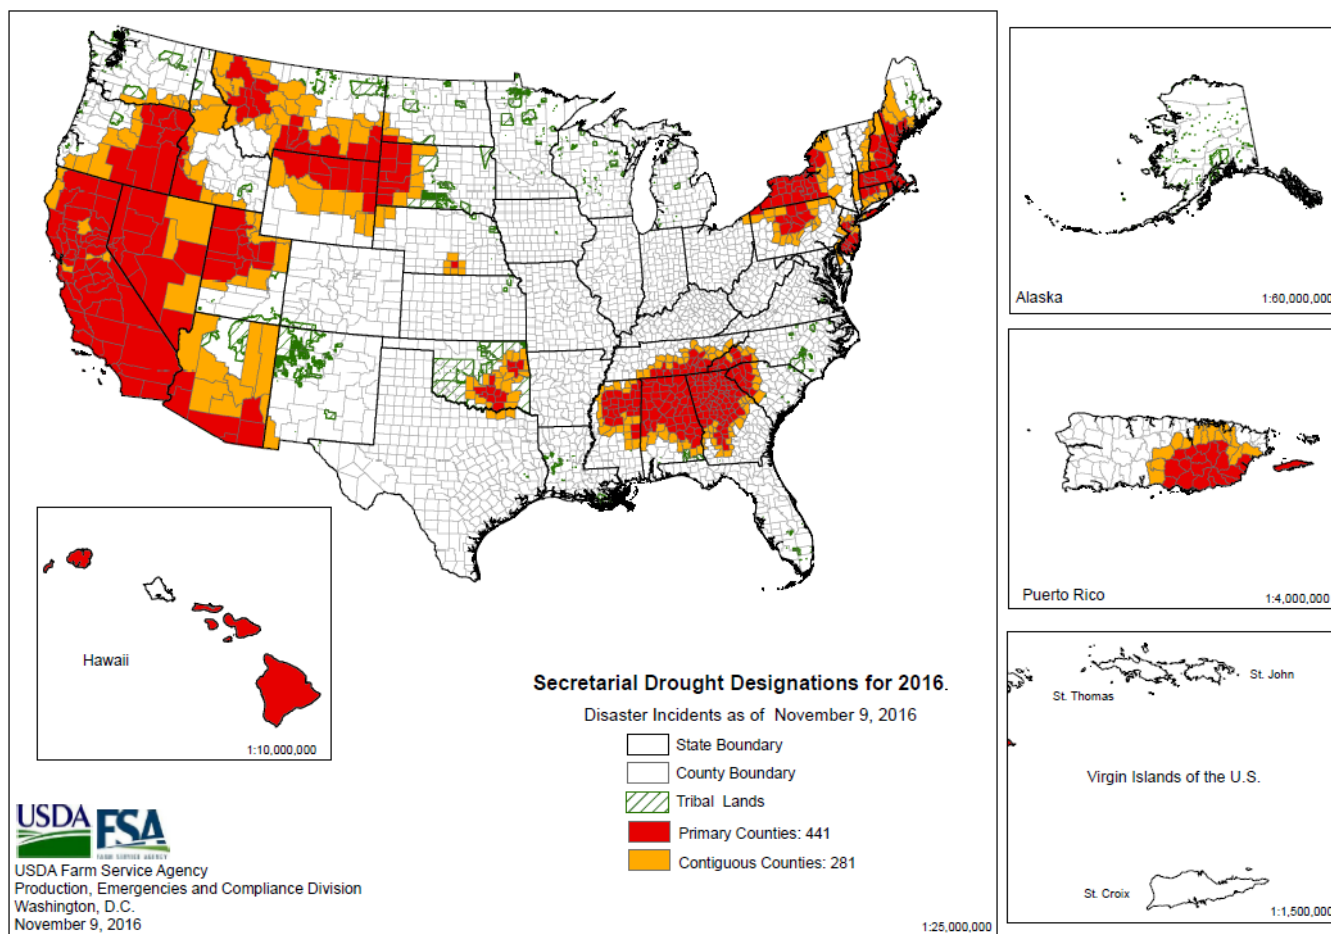 Alaska
1:60,000,000
Puerto Rico
1:4,000,000
St. John
St. Thomas
Virgin Islands of the U.S.
St. Croix
1:1,500,000
Hawaii
1:10,000,000
Secretarial Drought Designations for 2016.
Disaster Incidents as of November 9, 2016
State Boundary
County Boundary
Tribal Lands
Primary Counties: 441
Contiguous Counties: 281
USDA
FSA
FARM SERVICE AGENCY
USDA Farm Service Agency
Production, Emergencies and Compliance Division
Washington, D.C.
November 9, 2016
1:25,000,000